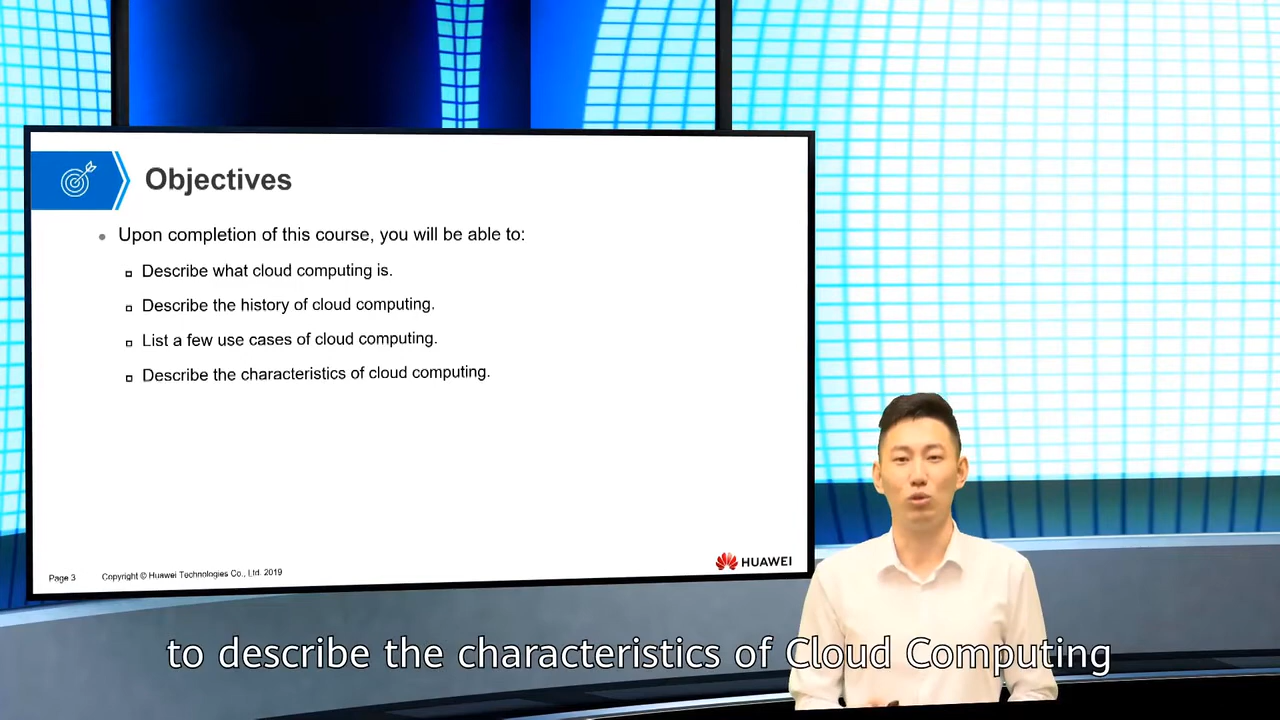 Objectives
Upon completion of this course, you will be able to:
Describe what cloud computing is.
Describe the history of cloud computing.
List a few use cases of cloud computing.
Describe the characteristics of cloud computing.
Page 3
Copyright © Huawei Technologies Co., Ltd. 2019
HUAWEI
to describe the characteristics of Cloud Computing